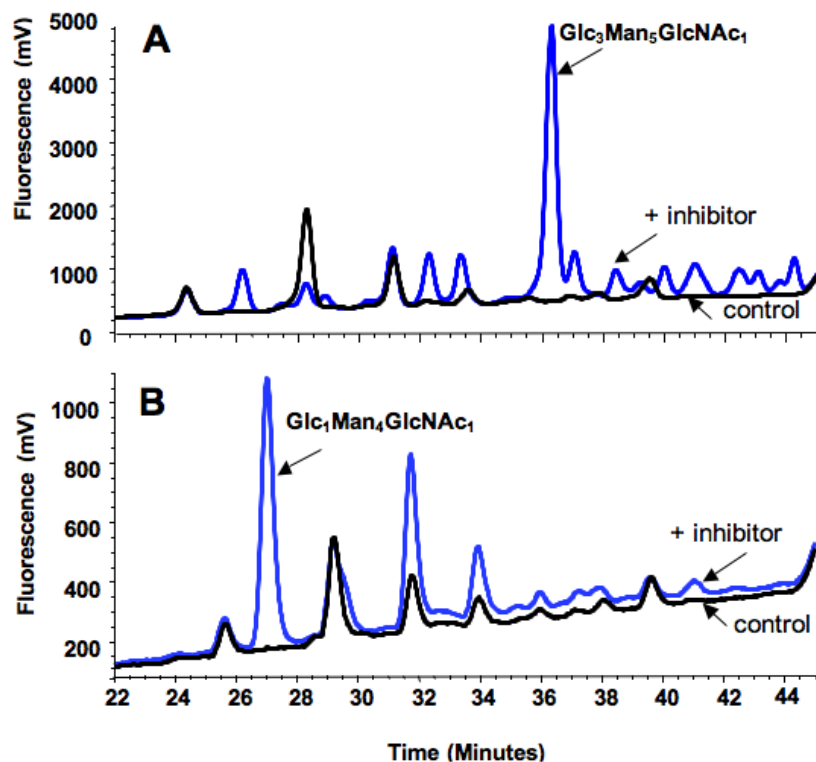 A
Fluorescence (mV)
5000
4000
3000
2000
1000
0
Glc₃Man₅GlcNAc₁
+ inhibitor
control
B
Fluorescence (mV)
1000
800
600
400
200
Glc₁Man₄GlcNAc₁
+ inhibitor
control
22 24 26 28 30 32 34 36 38 40 42 44
Time (Minutes)